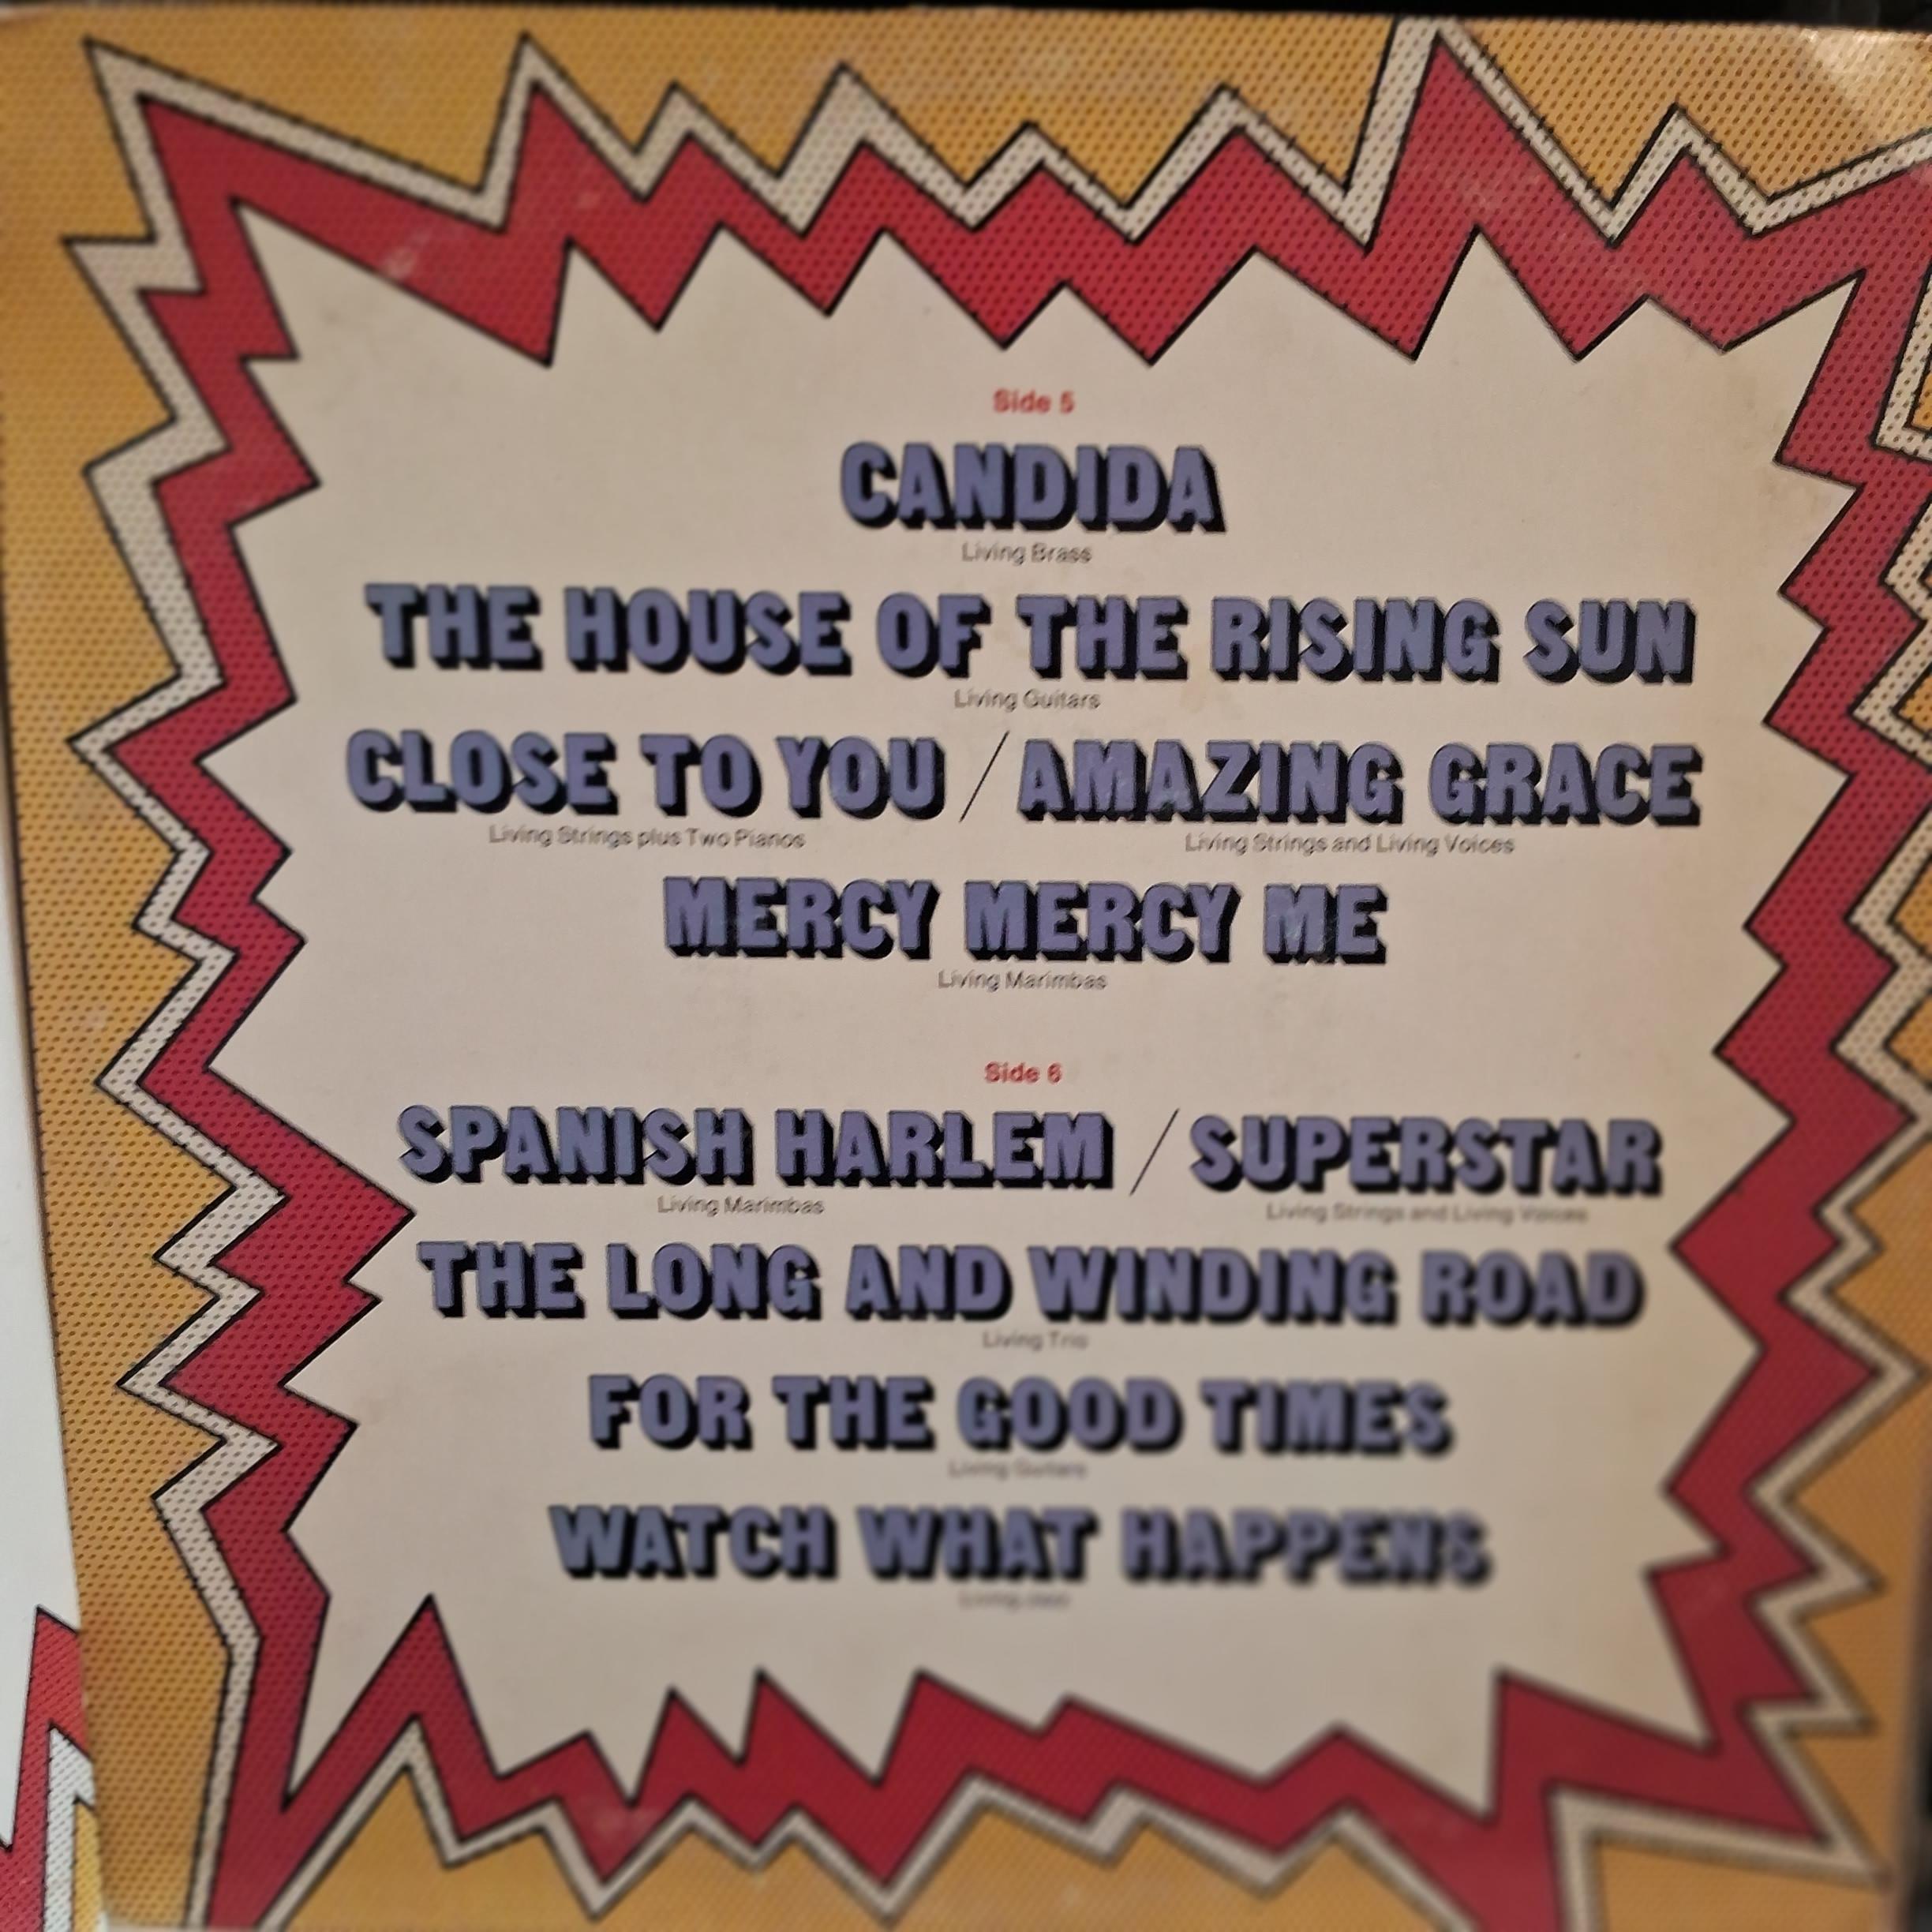 Side 5
CANDIDA
Living Brass
THE HOUSE OF THE RISING SUN
Living Guitars
CLOSE TO YOU / AMAZING GRACE
Living Strings plus Two Pianos Living Strings and Living Voices
MERCY MERCY ME
Living Marimbas
Side 6
SPANISH HARLEM / SUPERSTAR
Living Marimbas Living Strings and Living Voices
THE LONG AND WINDING ROAD
Living Trio
FOR THE GOOD TIMES
Living Guitars
WATCH WHAT HAPPENS
Living Jazz